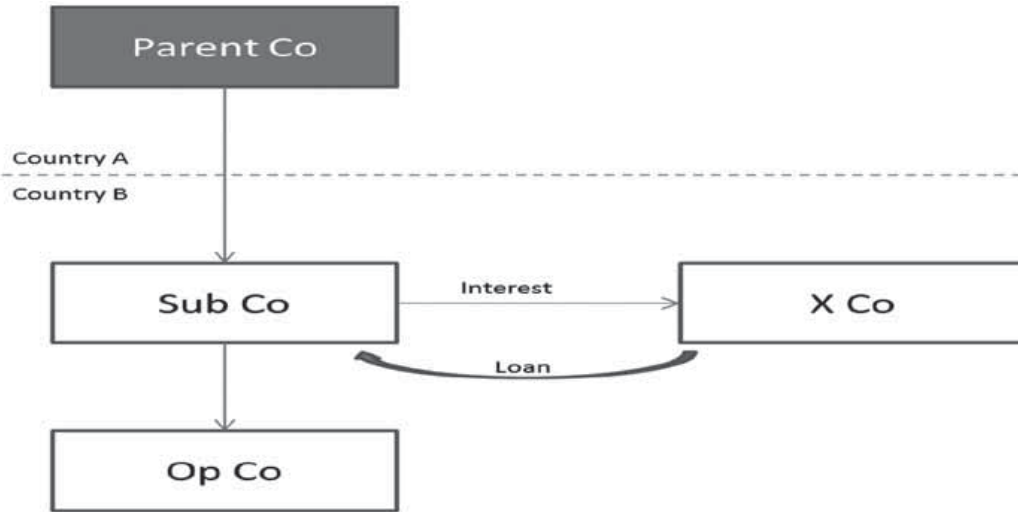 Parent Co
Country A
Country B
Sub Co
Interest
X Co
Loan
Op Co